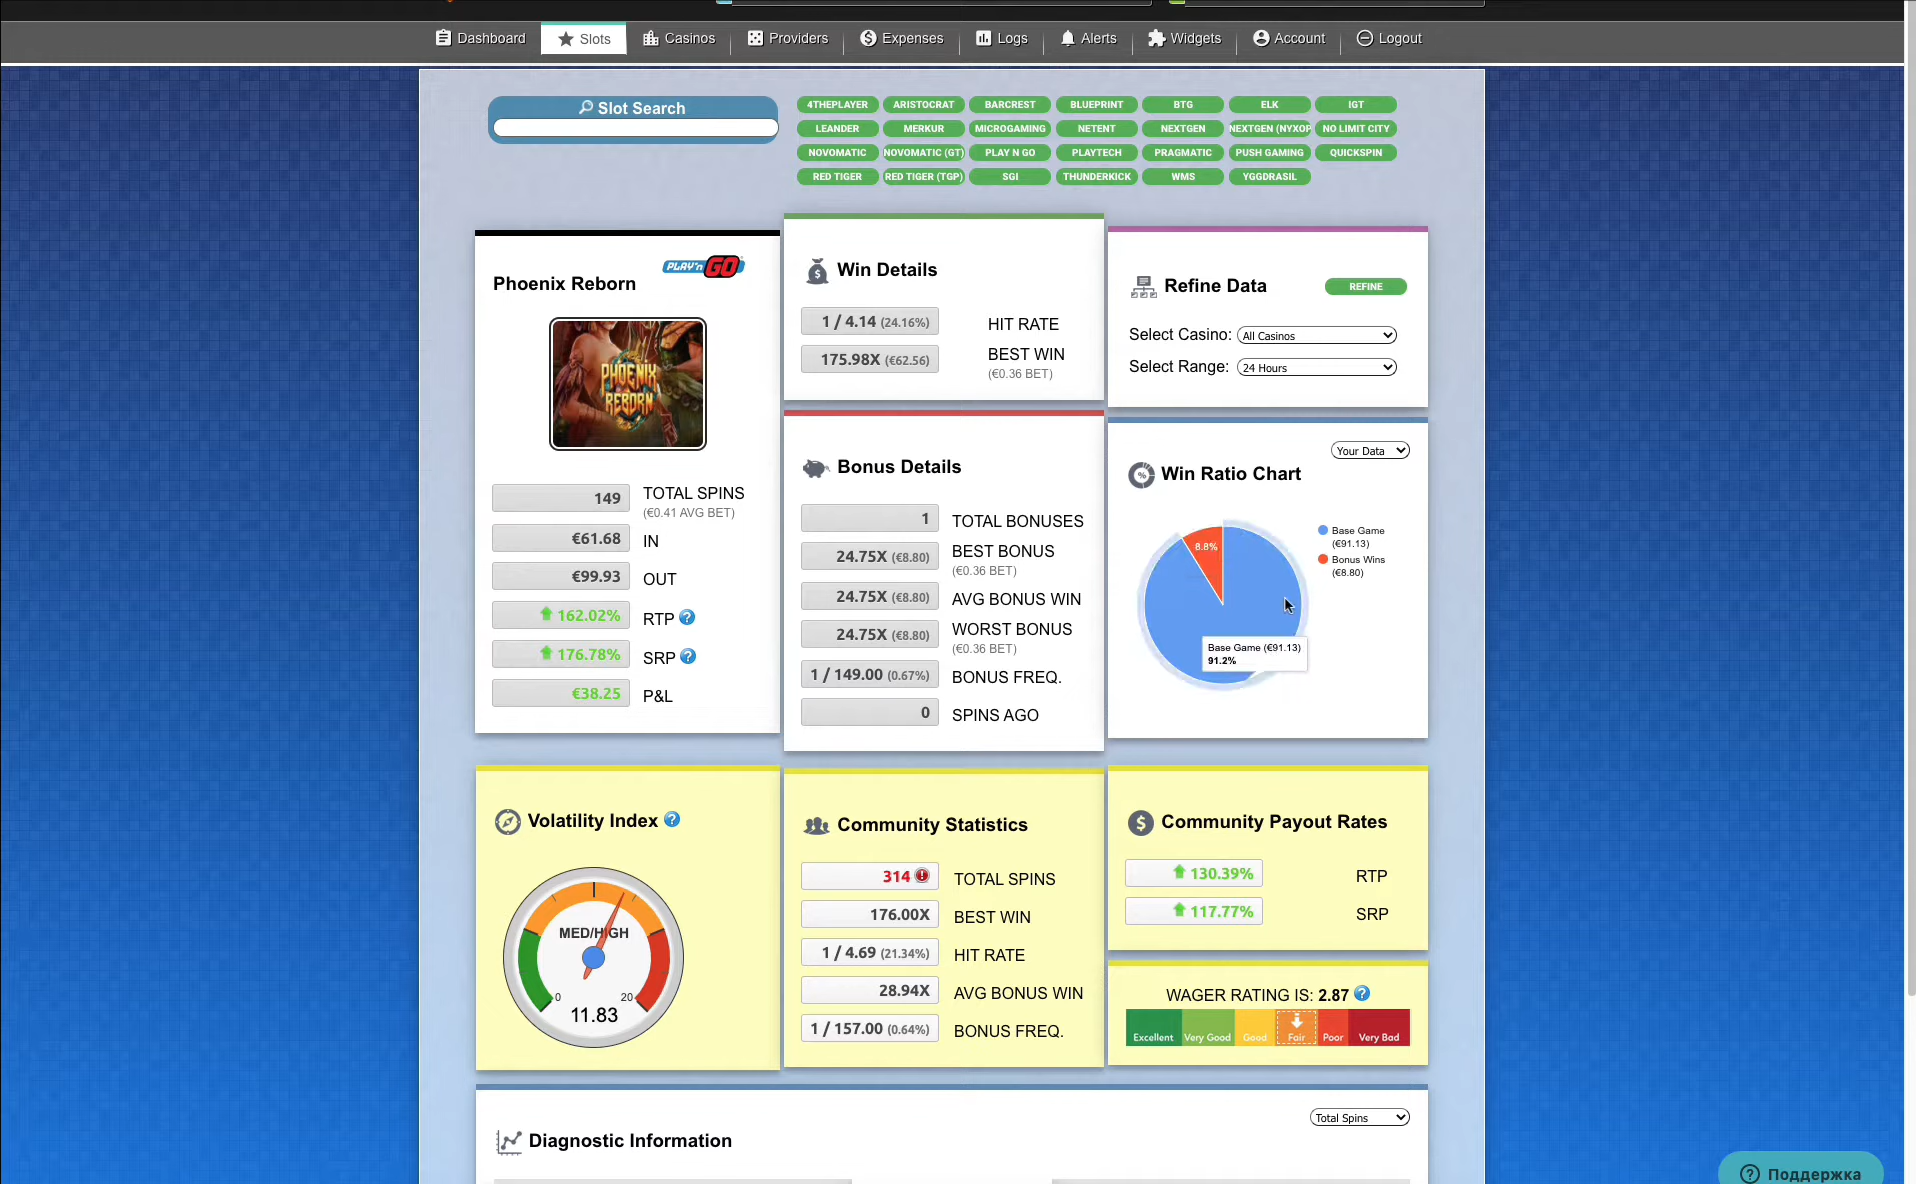 Dashboard Slots Casinos Providers Expenses Logs Alerts Widgets Account Logout
Slot Search
4THEPLAYER ARISTOCRAT BARCREST BLUEPRINT BTG ELK IGT
LEANDER MERKUR MICROGAMING NETENT NEXTGEN NEXTGEN (NYXOP NO LIMIT CITY
NOVOMATIC NOVOMATIC (GT) PLAY N GO PLAYTECH PRAGMATIC PUSH GAMING QUICKSPIN
RED TIGER RED TIGER (TGP) SGI THUNDERKICK WMS YGGDRASIL
Phoenix Reborn
PLAY'n GO
PHOENIX
REBORN
149 TOTAL SPINS
(€0.41 AVG BET)
€61.68 IN
€99.93 OUT
162.02% RTP ?
176.78% SRP ?
€38.25 P&L
Win Details
1 / 4.14 (24.16%) HIT RATE
175.98X (€62.56) BEST WIN
(€0.36 BET)
Refine Data REFINE
Select Casino: All Casinos
Select Range: 24 Hours
Bonus Details
1 TOTAL BONUSES
24.75X (€8.80) BEST BONUS
(€0.36 BET)
24.75X (€8.80) AVG BONUS WIN
24.75X (€8.80) WORST BONUS
(€0.36 BET)
1 / 149.00 (0.67%) BONUS FREQ.
0 SPINS AGO
Your Data
Win Ratio Chart
8.8%
Base Game
(€91.13)
Bonus Wins
(€8.80)
Base Game (€91.13)
91.2%
Volatility Index ?
MED/HIGH
0 20
11.83
Community Statistics
314 TOTAL SPINS
176.00X BEST WIN
1 / 4.69 (21.34%) HIT RATE
28.94X AVG BONUS WIN
1 / 157.00 (0.64%) BONUS FREQ.
Community Payout Rates
130.39% RTP
117.77% SRP
WAGER RATING IS: 2.87 ?
Excellent Very Good Good Fair Poor Very Bad
Total Spins
Diagnostic Information
Поддержка